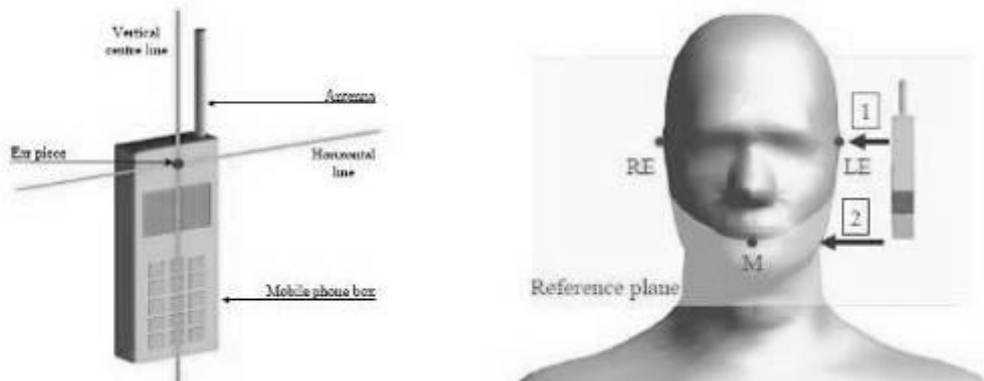 Vertical
centre line
Antenna
Ear piece
Horizontal
line
Mobile phone box
1
RE
LE
2
M
Reference plane